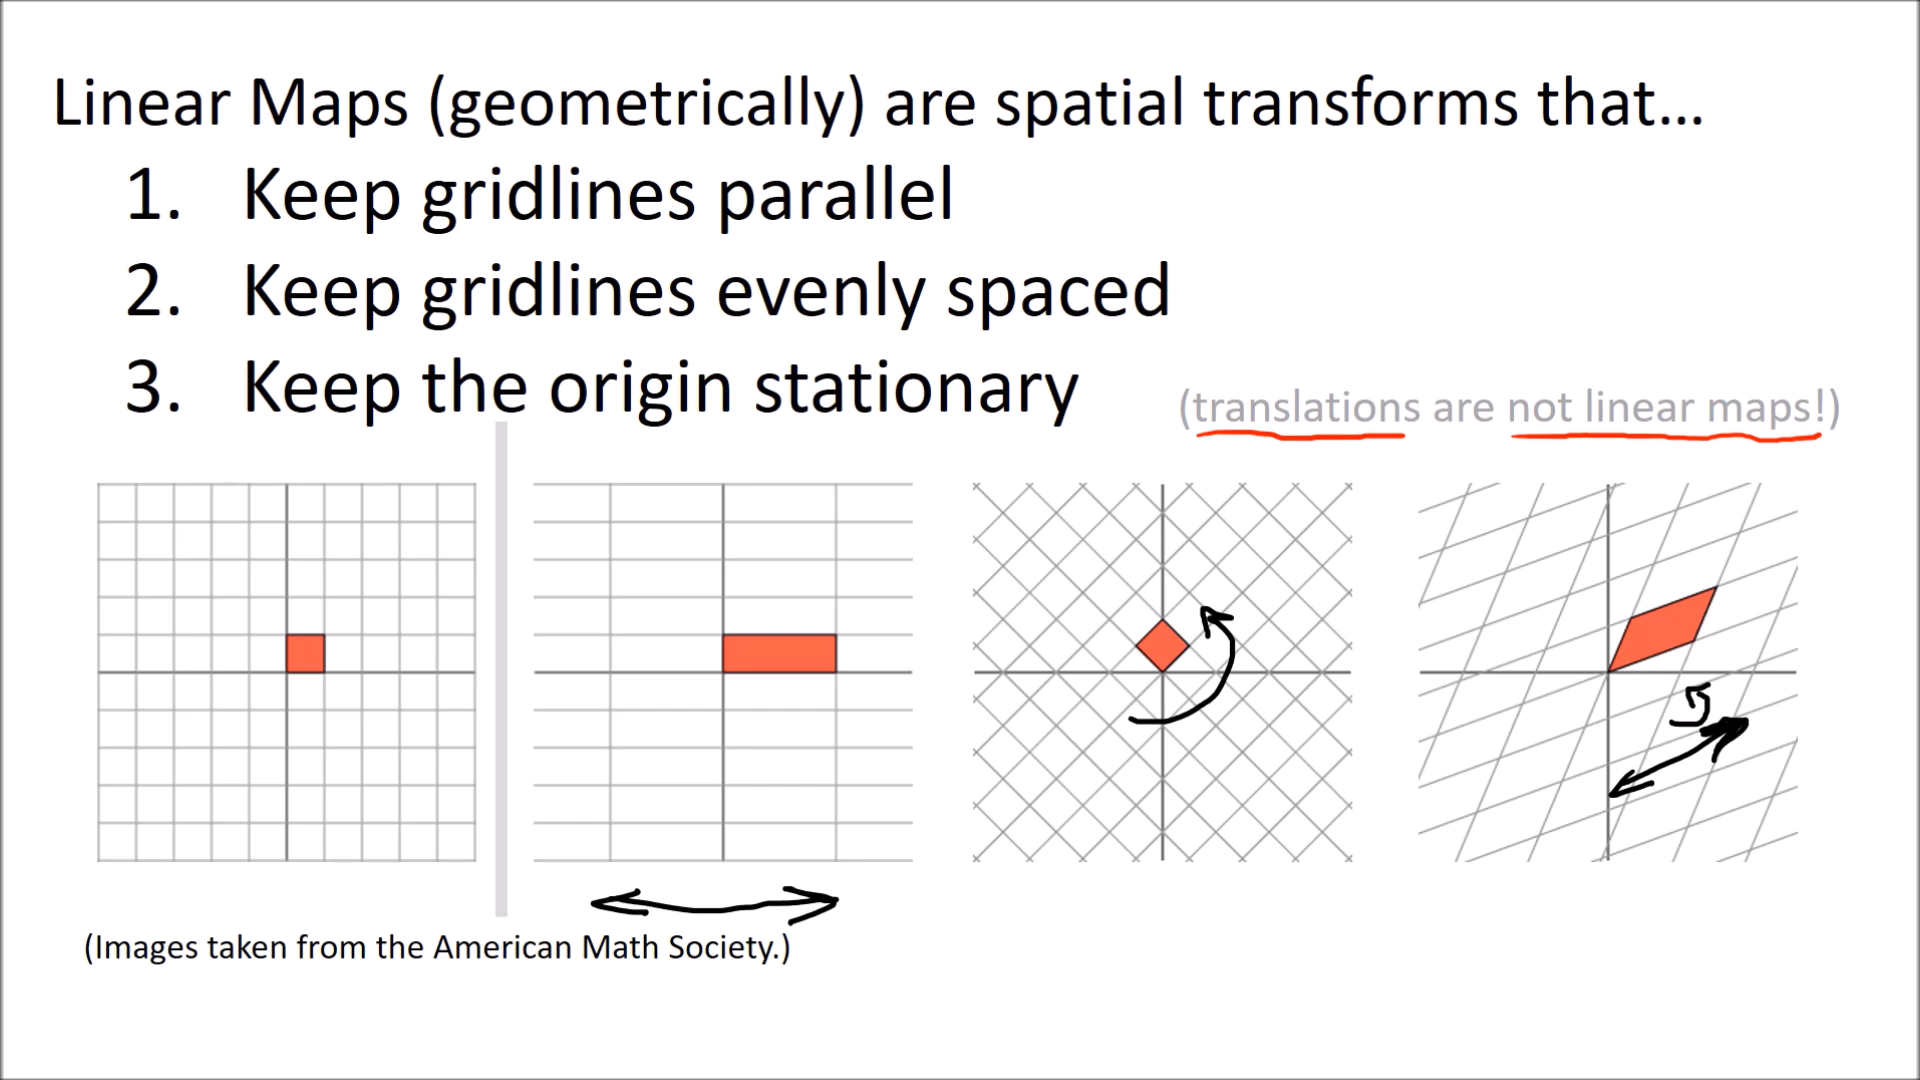 Linear Maps (geometrically) are spatial transforms that...
1. Keep gridlines parallel
2. Keep gridlines evenly spaced
3. Keep the origin stationary
(translations are not linear maps!)
(Images taken from the American Math Society.)